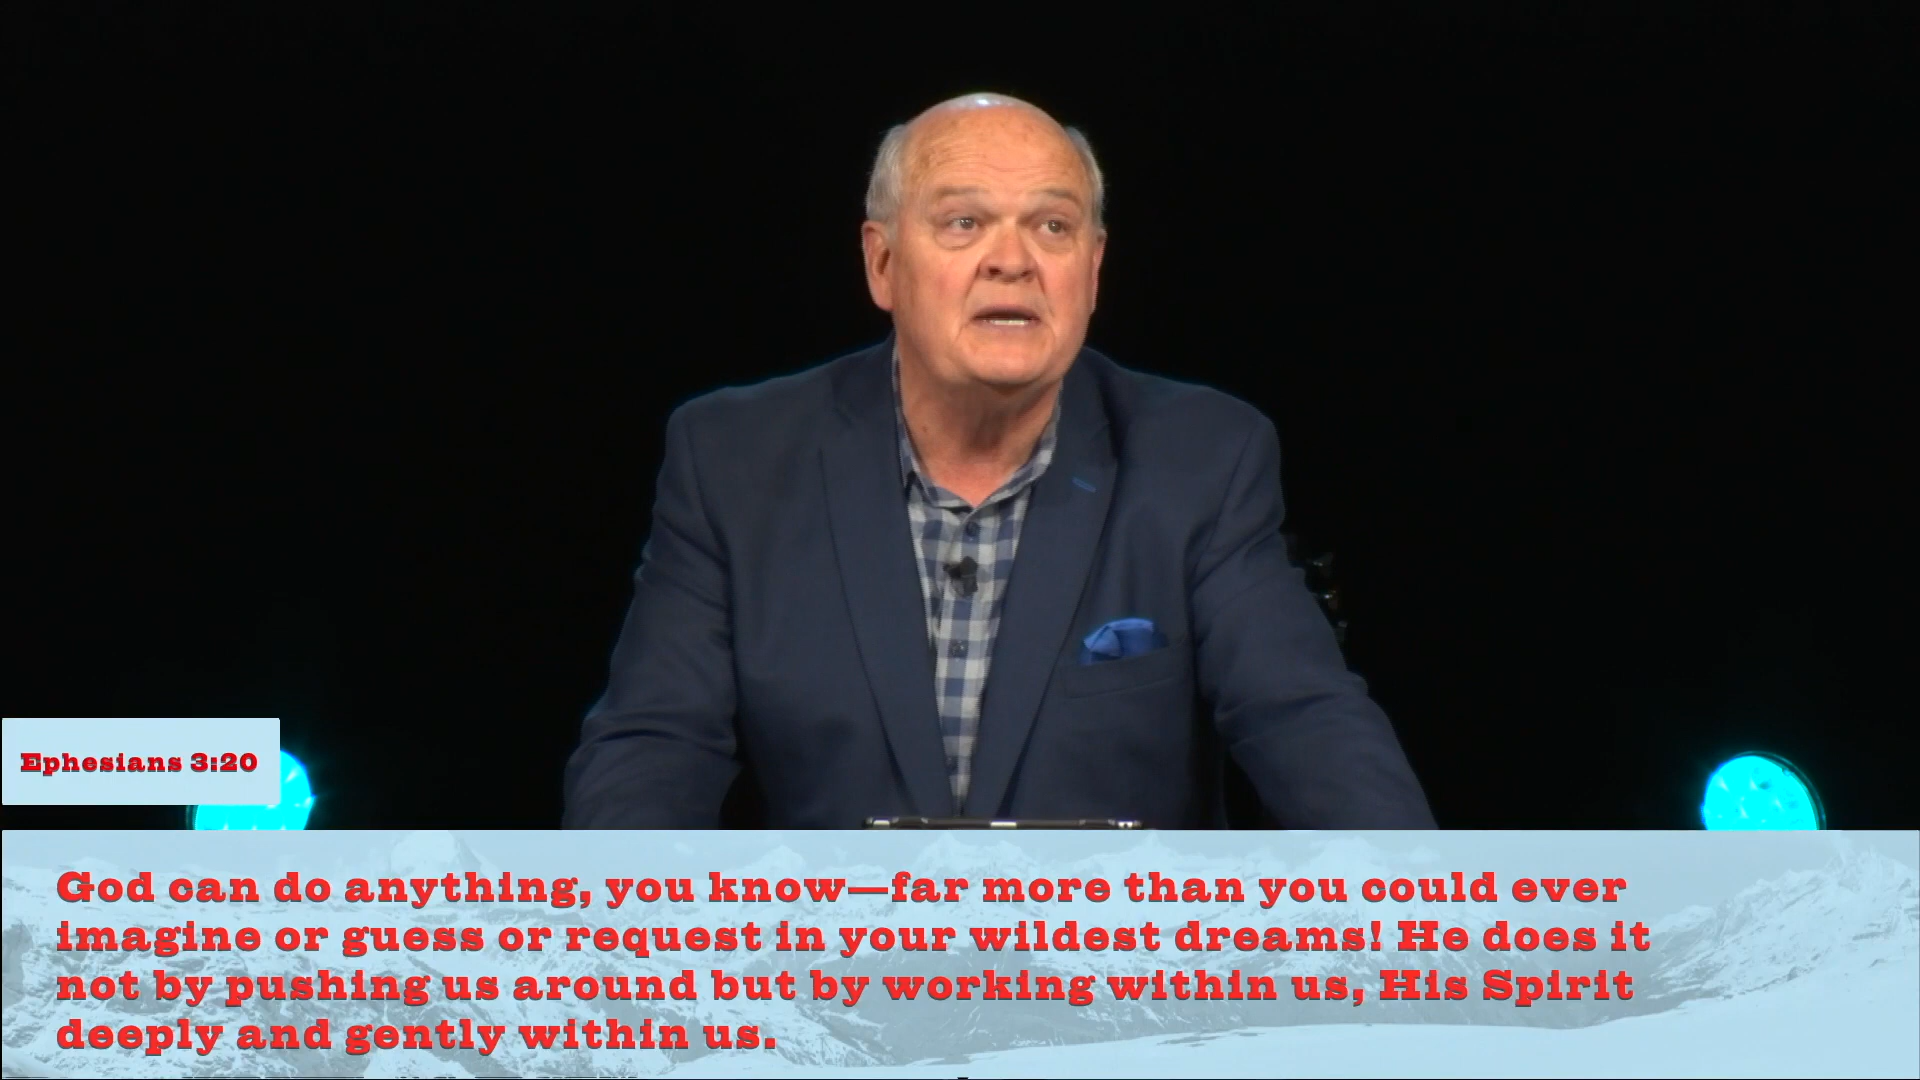 Ephesians 3:20
God can do anything, you know—far more than you could ever
imagine or guess or request in your wildest dreams! He does it
not by pushing us around but by working within us, His Spirit
deeply and gently within us.